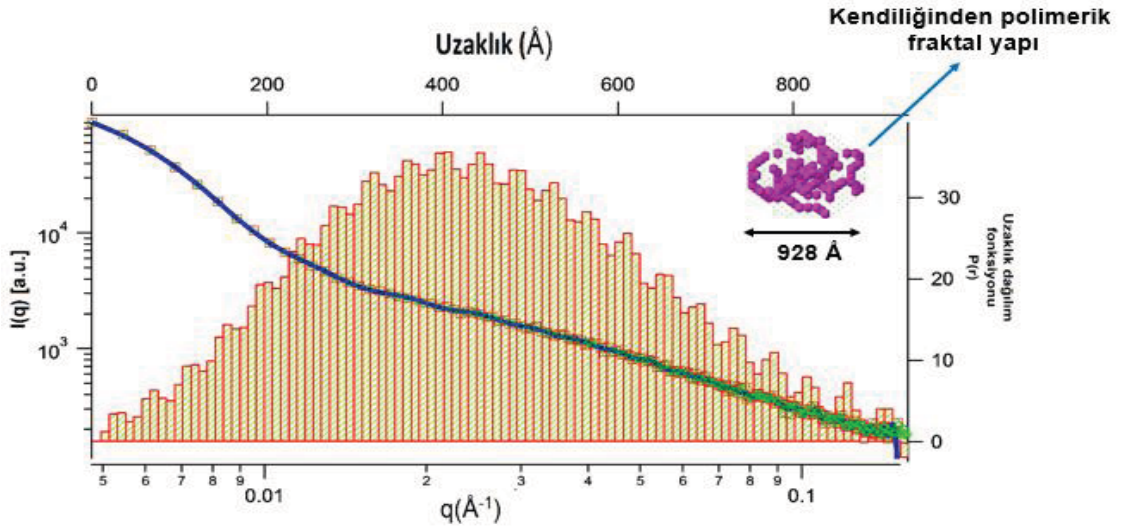 Kendiliğinden polimerik
fraktal yapı
Uzaklık (Å)
0 200 400 600 800
I(q) [a.u.]
10⁴
10³
928 Å
30
20
10
0
Uzaklık dağılım
fonksiyonu
P(r)
5 6 7 8 9 0.01 2 3 4 5 6 7 8 9 0.1
q(Å⁻¹)